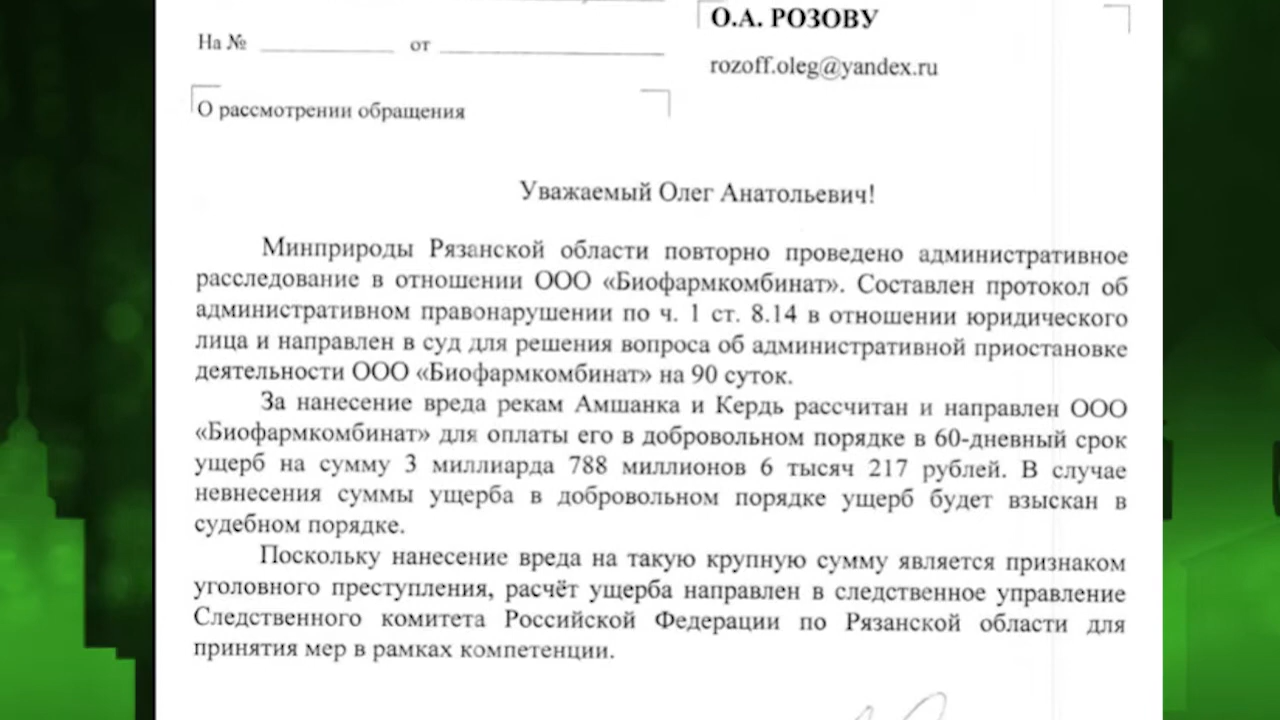 О.А. РОЗОВУ
На № от
rozoff.oleg@yandex.ru
О рассмотрении обращения
Уважаемый Олег Анатольевич!
Минприроды Рязанской области повторно проведено административное
расследование в отношении ООО «Биофармкомбинат». Составлен протокол об
административном правонарушении по ч. 1 ст. 8.14 в отношении юридического
лица и направлен в суд для решения вопроса об административной приостановке
деятельности ООО «Биофармкомбинат» на 90 суток.
За нанесение вреда рекам Амшанка и Кердь рассчитан и направлен ООО
«Биофармкомбинат» для оплаты его в добровольном порядке в 60-дневный срок
ущерб на сумму 3 миллиарда 788 миллионов 6 тысяч 217 рублей. В случае
невнесения суммы ущерба в добровольном порядке ущерб будет взыскан в
судебном порядке.
Поскольку нанесение вреда на такую крупную сумму является признаком
уголовного преступления, расчёт ущерба направлен в следственное управление
Следственного комитета Российской Федерации по Рязанской области для
принятия мер в рамках компетенции.